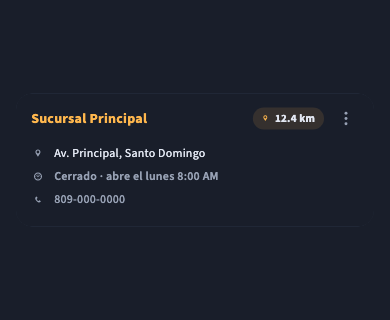 Sucursal Principal
12.4 km
Av. Principal, Santo Domingo
Cerrado · abre el lunes 8:00 AM
809-000-0000